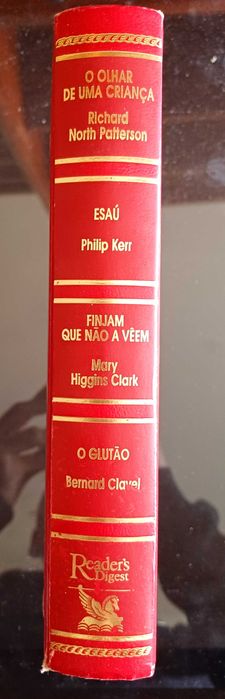 O OLHAR
DE UMA CRIANÇA
Richard
North Patterson
ESAÚ
Philip Kerr
FINJAM
QUE NÃO A VÊEM
Mary
Higgins Clark
O GLUTÃO
Bernard Clavel
Reader's
Digest